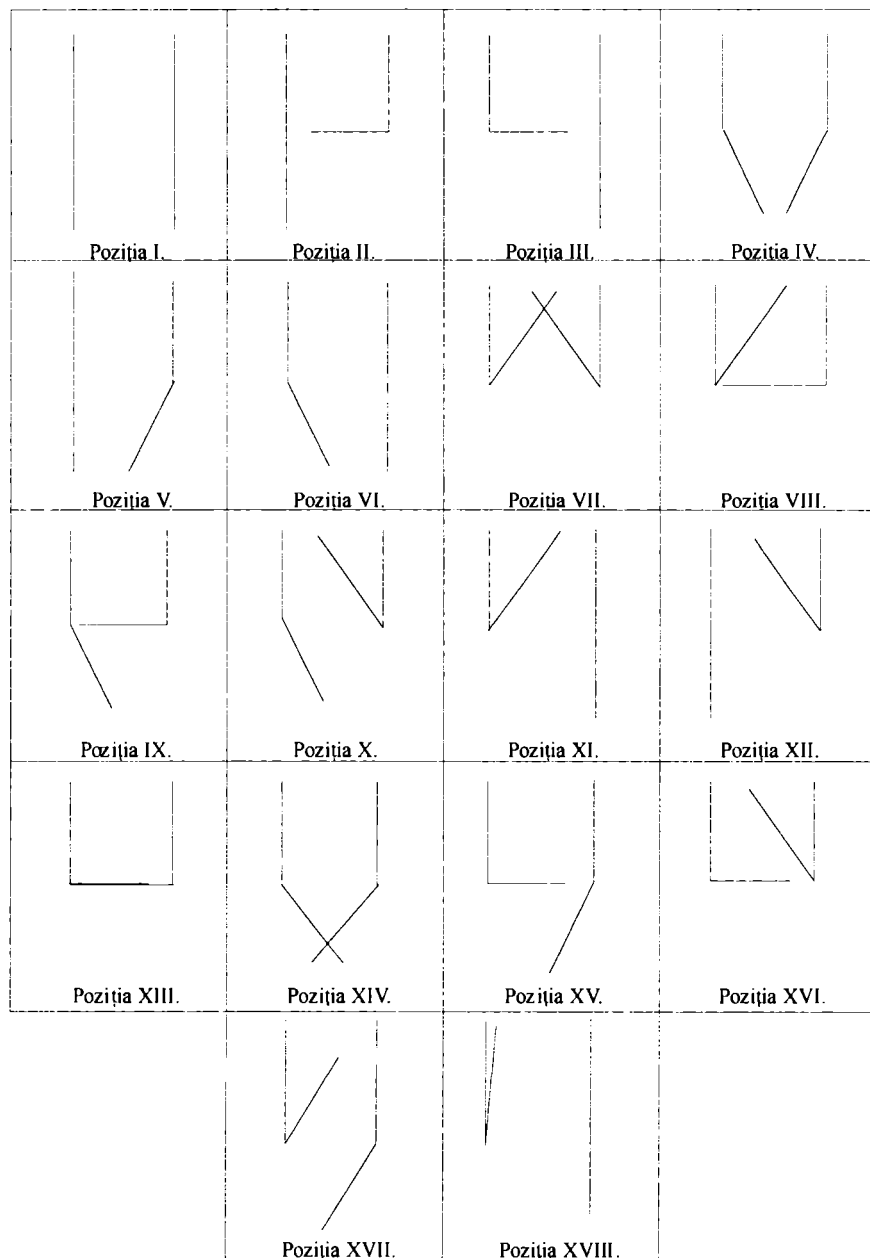 Poziția I. Poziția II. Poziția III. Poziția IV.
Poziția V. Poziția VI. Poziția VII. Poziția VIII.
Poziția IX. Poziția X. Poziția XI. Poziția XII.
Poziția XIII. Poziția XIV. Poziția XV. Poziția XVI.
Poziția XVII. Poziția XVIII.